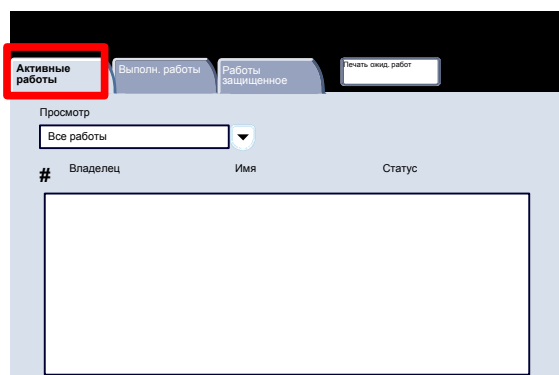 Активные
работы
Выполн. работы
Работы
защищенное
Печать ожид. работ
Просмотр
Все работы
# Владелец Имя Статус